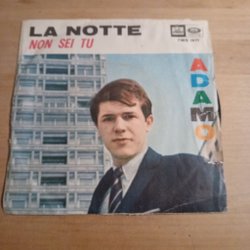 LA NOTTE
NON SEI TU
ADAMO